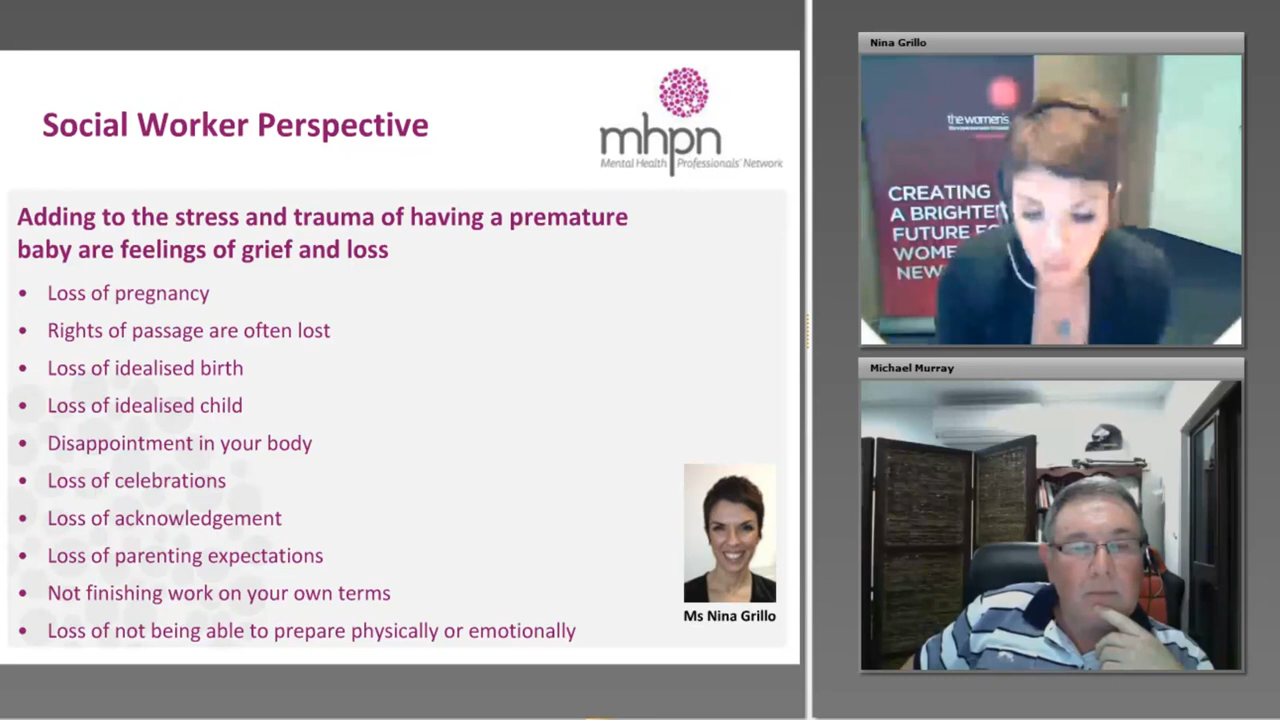 Social Worker Perspective
mhpn
Mental Health Professionals' Network
Adding to the stress and trauma of having a premature
baby are feelings of grief and loss
• Loss of pregnancy
• Rights of passage are often lost
• Loss of idealised birth
• Loss of idealised child
• Disappointment in your body
• Loss of celebrations
• Loss of acknowledgement
• Loss of parenting expectations
• Not finishing work on your own terms
• Loss of not being able to prepare physically or emotionally
Ms Nina Grillo
Nina Grillo
the women's
CREATING
A BRIGHTE
FUTURE FO
WOME
NEW
Michael Murray